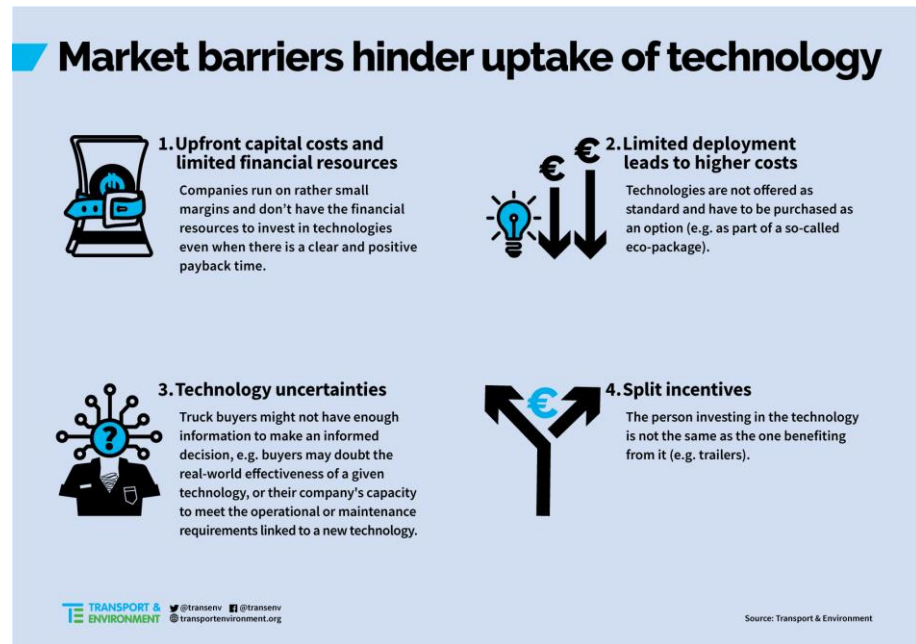 Market barriers hinder uptake of technology
1. Upfront capital costs and
limited financial resources
Companies run on rather small
margins and don't have the financial
resources to invest in technologies
even when there is a clear and positive
payback time.
€ €
2. Limited deployment
leads to higher costs
Technologies are not offered as
standard and have to be purchased as
an option (e.g. as part of a so-called
eco-package).
?
3. Technology uncertainties
Truck buyers might not have enough
information to make an informed
decision, e.g. buyers may doubt the
real-world effectiveness of a given
technology, or their company's capacity
to meet the operational or maintenance
requirements linked to a new technology.
€
4. Split incentives
The person investing in the technology
is not the same as the one benefiting
from it (e.g. trailers).
TE TRANSPORT &
ENVIRONMENT
@transenv @transenv
transportenvironment.org
Source: Transport & Environment